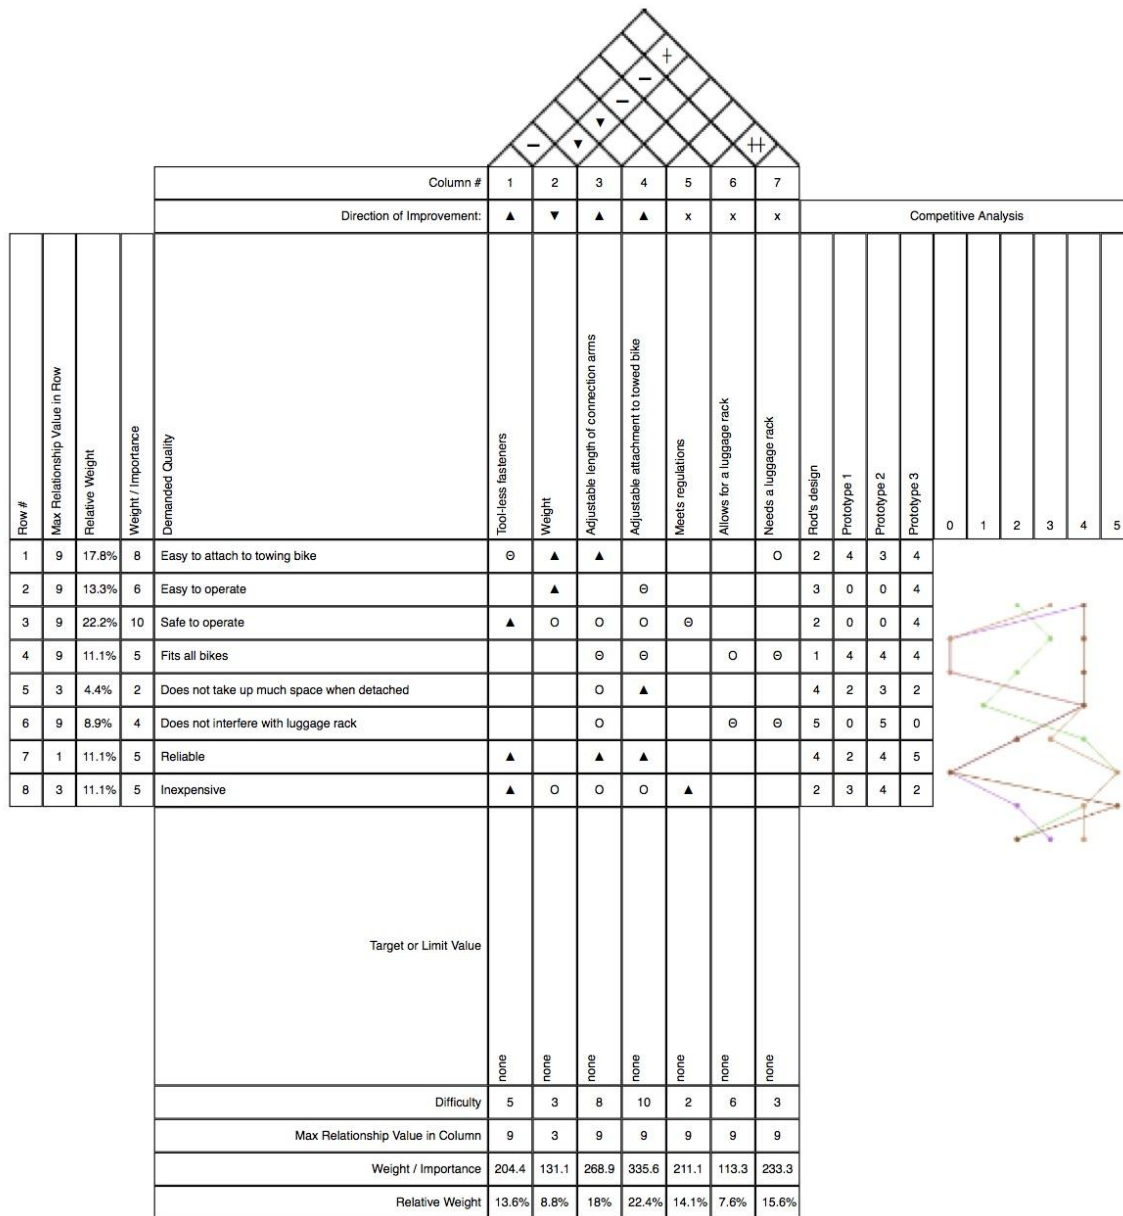 Column # 1 2 3 4 5 6 7
Direction of Improvement: ▲ ▼ ▲ ▲ x x x Competitive Analysis
Row #
Max Relationship Value in Row
Relative Weight
Weight / Importance
Demanded Quality
Tool-less fasteners
Weight
Adjustable length of connection arms
Adjustable attachment to towed bike
Meets regulations
Allows for a luggage rack
Needs a luggage rack
Rod's design
Prototype 1
Prototype 2
Prototype 3
0 1 2 3 4 5
1 9 17.8% 8 Easy to attach to towing bike Θ ▲ ▲ O 2 4 3 4
2 9 13.3% 6 Easy to operate ▲ Θ 3 0 0 4
3 9 22.2% 10 Safe to operate ▲ O O O Θ 2 0 0 4
4 9 11.1% 5 Fits all bikes Θ Θ O Θ 1 4 4 4
5 3 4.4% 2 Does not take up much space when detached O ▲ 4 2 3 2
6 9 8.9% 4 Does not interfere with luggage rack O Θ Θ 5 0 5 0
7 1 11.1% 5 Reliable ▲ ▲ ▲ 4 2 4 5
8 3 11.1% 5 Inexpensive ▲ O O O ▲ 2 3 4 2
Target or Limit Value none none none none none none none
Difficulty 5 3 8 10 2 6 3
Max Relationship Value in Column 9 3 9 9 9 9 9
Weight / Importance 204.4 131.1 268.9 335.6 211.1 113.3 233.3
Relative Weight 13.6% 8.8% 18% 22.4% 14.1% 7.6% 15.6%